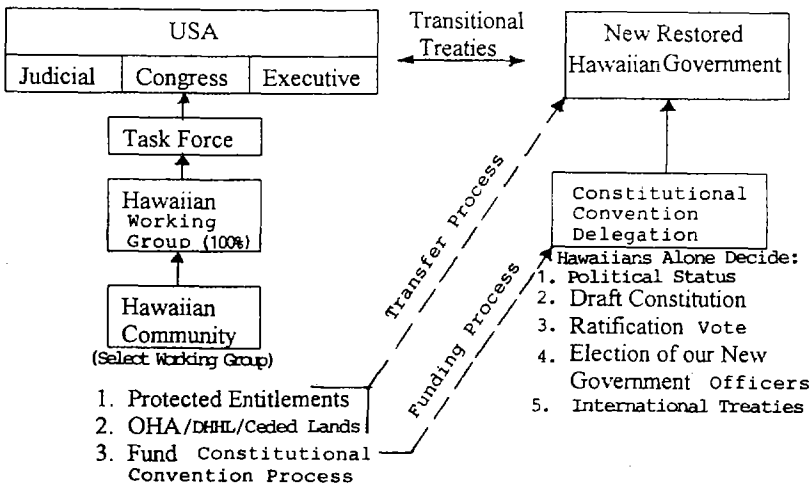 USA
Judicial Congress Executive
Task Force
Hawaiian
Working
Group (100%)
Hawaiian
Community
(Select Working Group)
1. Protected Entitlements
2. OHA/DHHL/Ceded Lands
3. Fund Constitutional
Convention Process
Transitional
Treaties
Transfer Process
Funding Process
New Restored
Hawaiian Government
Constitutional
Convention
Delegation
Hawaiians Alone Decide:
1. Political Status
2. Draft Constitution
3. Ratification Vote
4. Election of our New
Government Officers
5. International Treaties